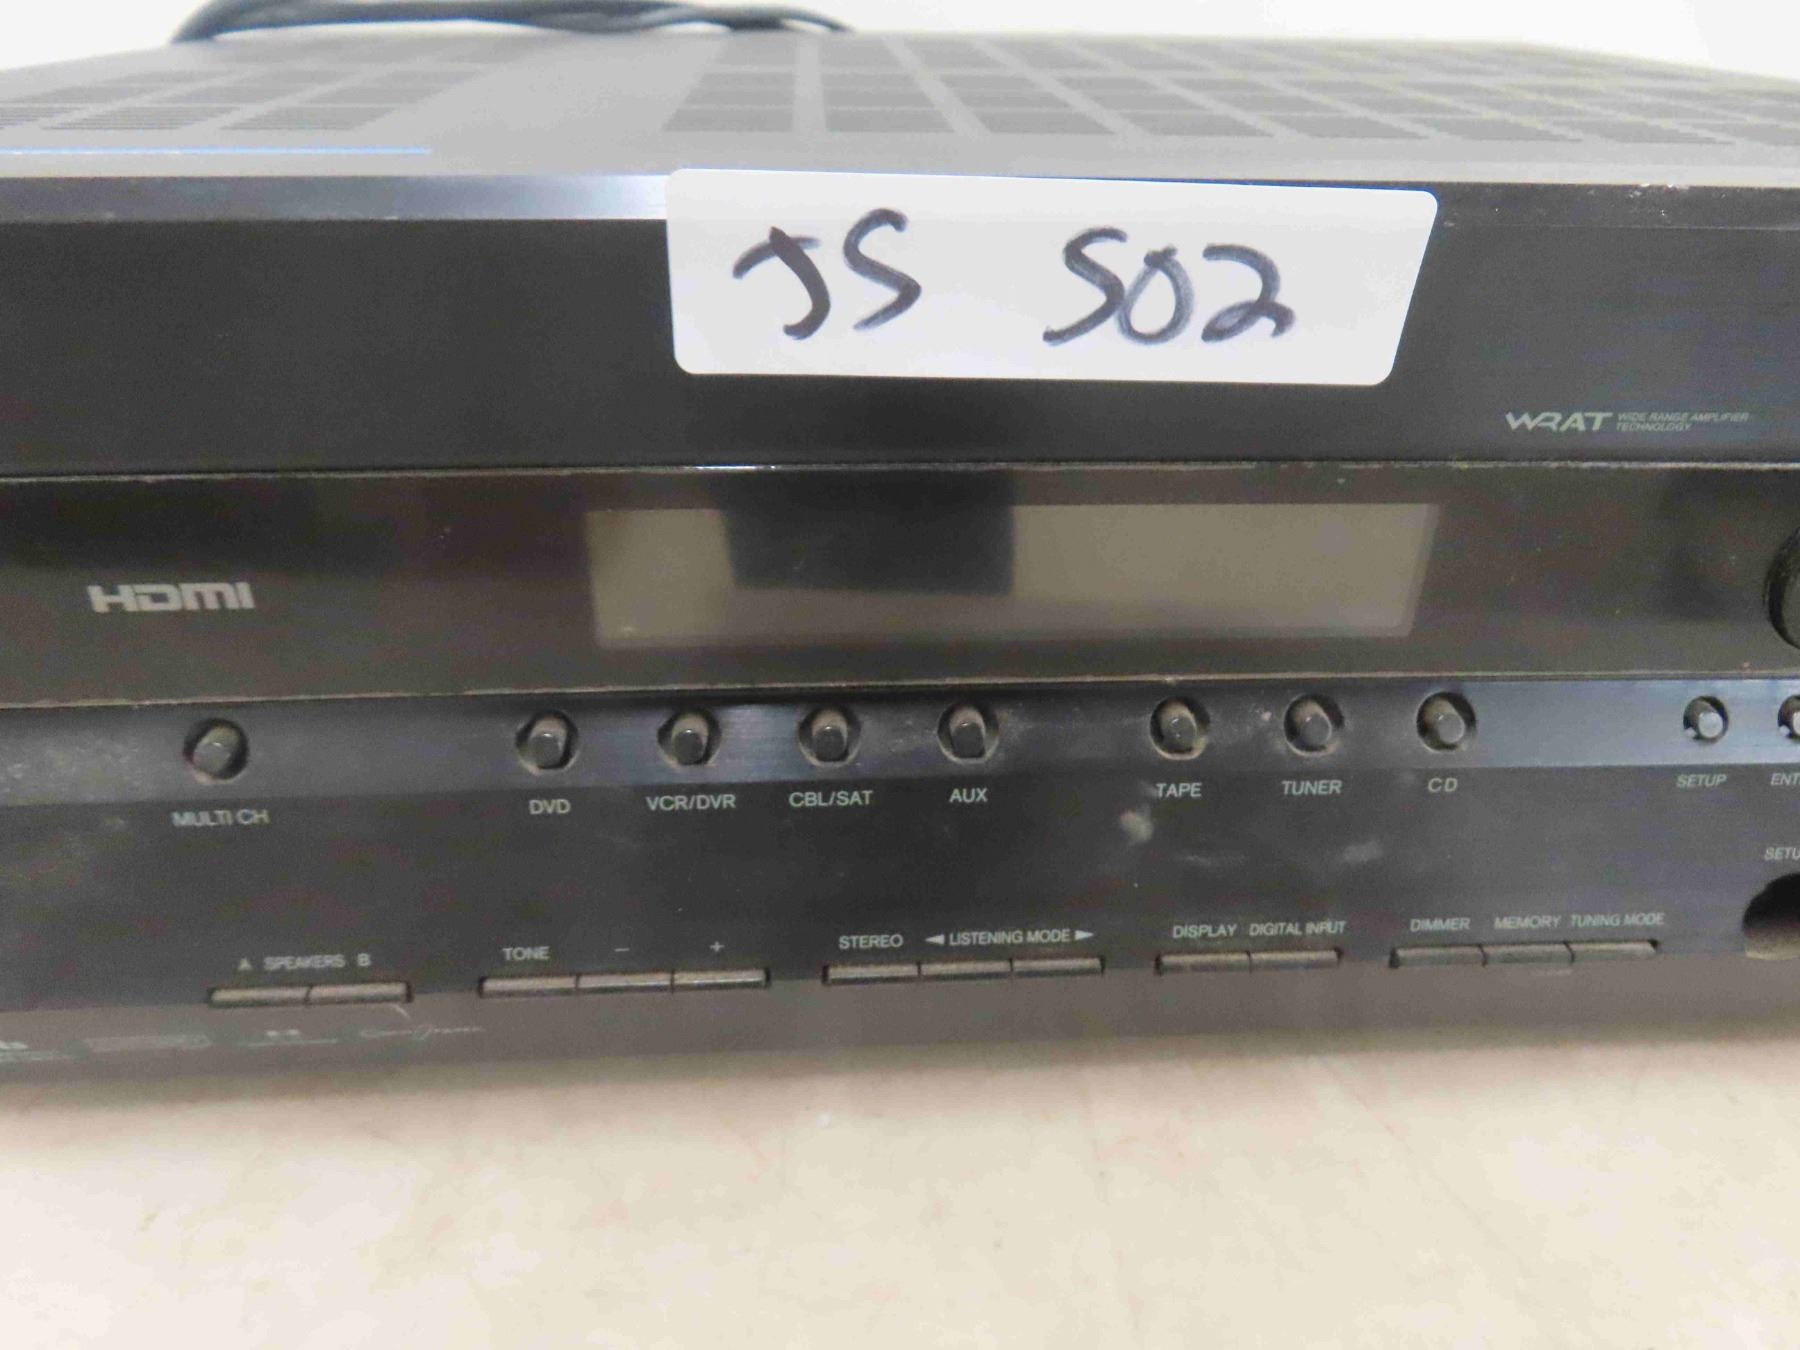 JS 502
WRAT WIDE RANGE AMPLIFIER
TECHNOLOGY
HDMI
MULTI CH DVD VCR/DVR CBL/SAT AUX TAPE TUNER CD SETUP
A SPEAKERS B TONE - + STEREO ◄ LISTENING MODE ► DISPLAY DIGITAL INPUT DIMMER MEMORY TUNING MODE